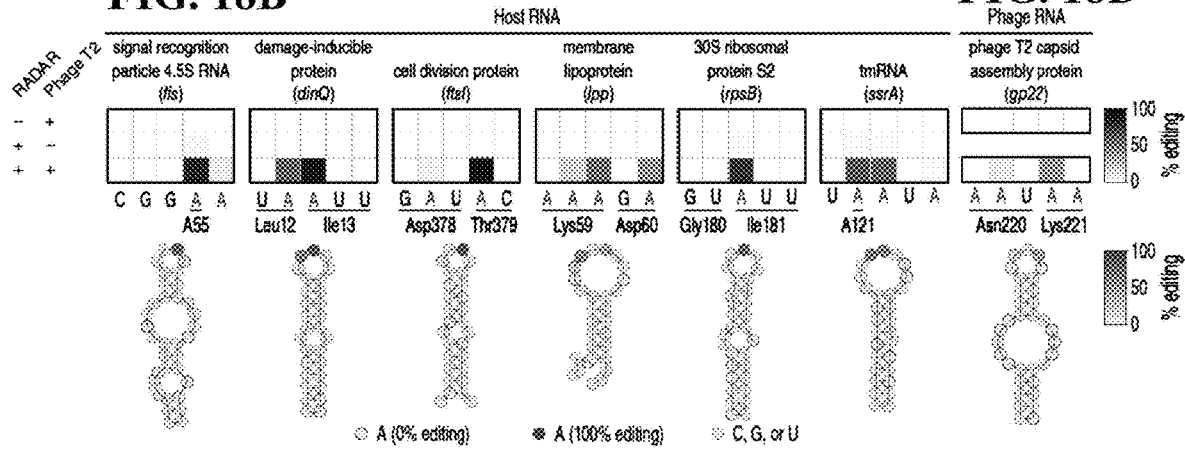 Host RNA
Phage RNA
RADAR
Phage T2
signal recognition particle 4.5S RNA (fis)
damage-inducible protein (dinQ)
cell division protein (ftsI)
membrane lipoprotein (lpp)
30S ribosomal protein S2 (rpsB)
tmRNA (ssrA)
phage T2 capsid assembly protein (gp22)
- +
+ -
+ +
100
50
0
% editing
C G G A A
U A A U U
G A U A C
A A A G A
G U A U U
U A A U A
A A U A A
A55
Leu12 Ile13
Asp378 Thr379
Lys59 Asp60
Gly180 Ile181
A121
Asn220 Lys221
100
50
0
% editing
A (0% editing)
A (100% editing)
C, G, or U